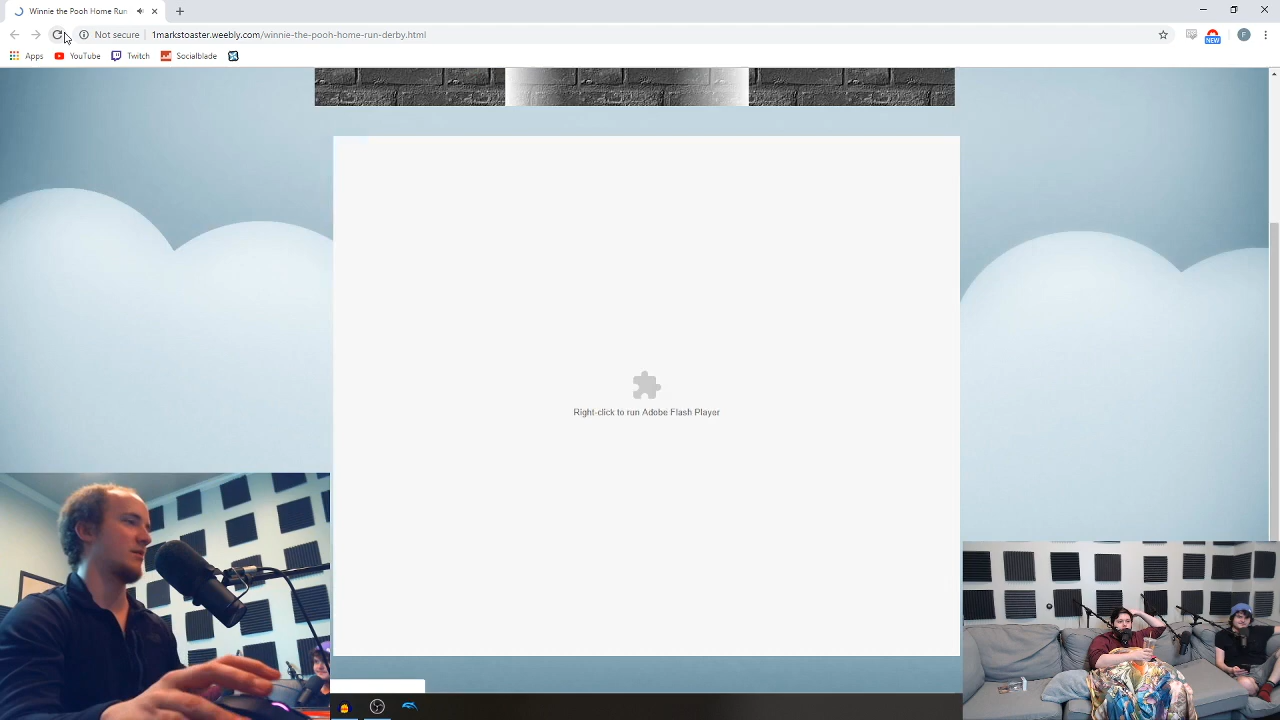 Winnie the Pooh Home Run
Not secure
1markstoaster.weebly.com/winnie-the-pooh-home-run-derby.html
F
NEW
Apps
YouTube
Twitch
Socialblade
Right-click to run Adobe Flash Player